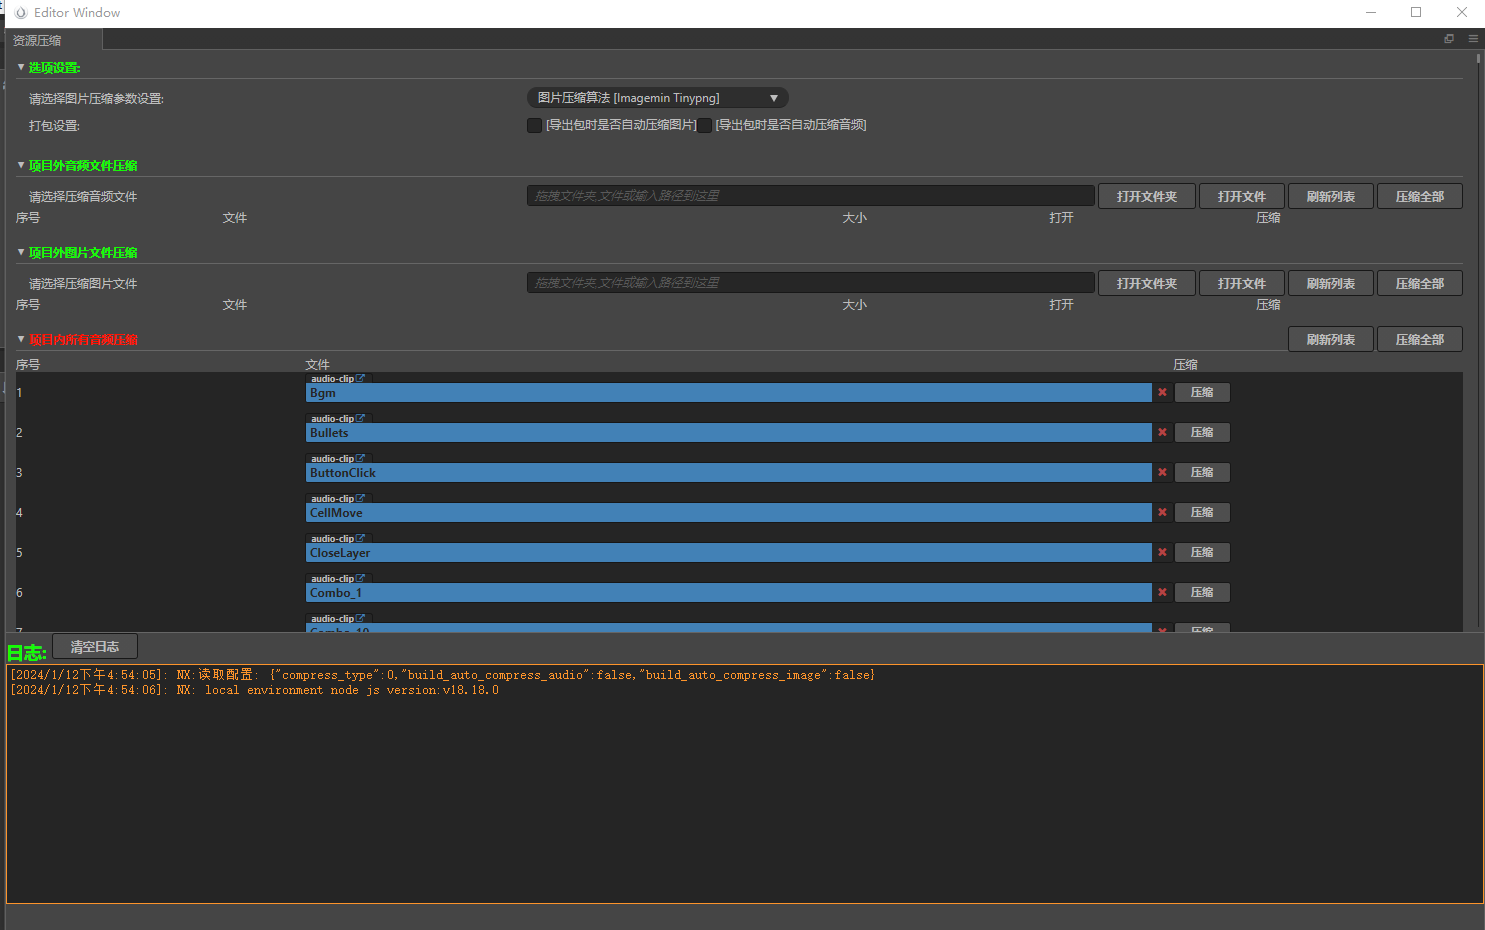 Editor Window
资源压缩
选项设置:
请选择图片压缩参数设置: 图片压缩算法 [Imagemin Tinypng]
打包设置: [导出包时是否自动压缩图片] [导出包时是否自动压缩音频]
项目外音频文件压缩
请选择压缩音频文件 拖拽文件夹,文件或输入路径到这里 打开文件夹 打开文件 刷新列表 压缩全部
序号 文件 大小 打开 压缩
项目外图片文件压缩
请选择压缩图片文件 拖拽文件夹,文件或输入路径到这里 打开文件夹 打开文件 刷新列表 压缩全部
序号 文件 大小 打开 压缩
项目内所有音频压缩 刷新列表 压缩全部
序号 文件 压缩
audio-clip
1 Bgm 压缩
audio-clip
2 Bullets 压缩
audio-clip
3 ButtonClick 压缩
audio-clip
4 CellMove 压缩
audio-clip
5 CloseLayer 压缩
audio-clip
6 Combo_1 压缩
audio-clip
7 Combo_10 压缩
日志: 清空日志
[2024/1/12下午4:54:05]: NX:读取配置: {"compress_type":0,"build_auto_compress_audio":false,"build_auto_compress_image":false}
[2024/1/12下午4:54:06]: NX: local environment node js version:v18.18.0